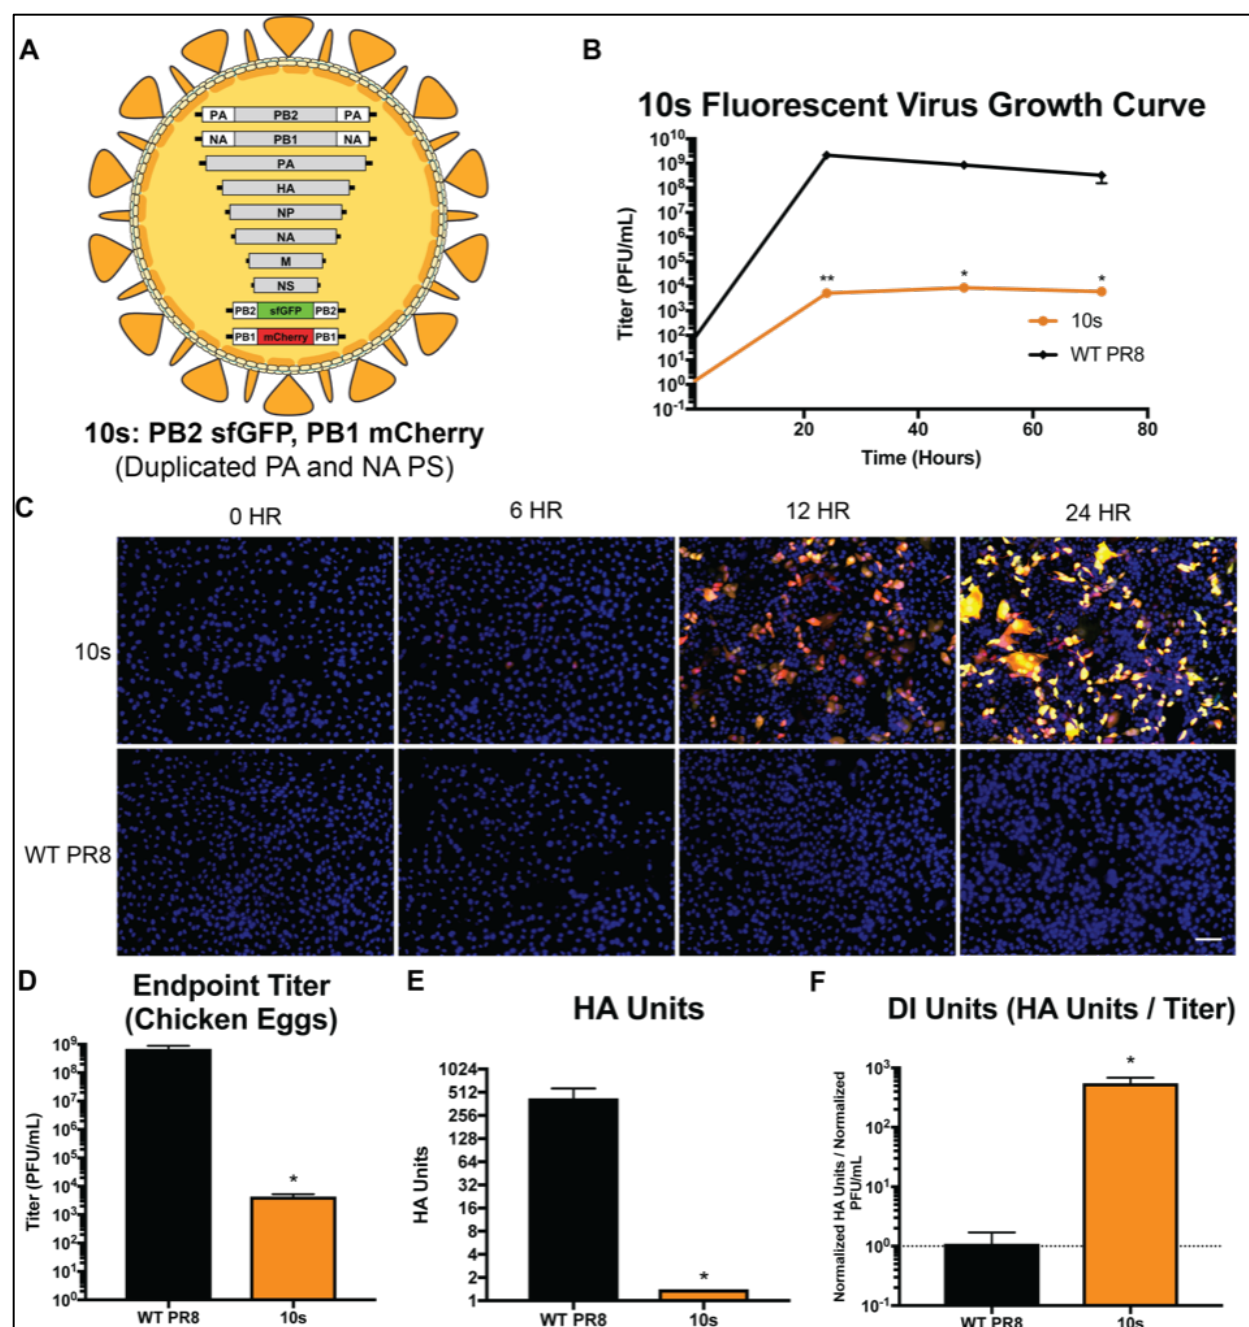 A
PA PB2 PA
NA PB1 NA
PA
HA
NP
NA
M
NS
PB2 sfGFP PB2
PB1 mCherry PB1
10s: PB2 sfGFP, PB1 mCherry
(Duplicated PA and NA PS)
B
10s Fluorescent Virus Growth Curve
Titer (PFU/mL)
10^10
10^9
10^8
10^7
10^6
10^5
10^4
10^3
10^2
10^1
10^0
10^-1
** * *
10s
WT PR8
20 40 60 80
Time (Hours)
C
0 HR 6 HR 12 HR 24 HR
10s
WT PR8
D
Endpoint Titer
(Chicken Eggs)
Titer (PFU/mL)
10^9
10^8
10^7
10^6
10^5
10^4
10^3
10^2
10^1
10^0
*
WT PR8 10s
E
HA Units
HA Units
1024
512
256
128
64
32
16
8
4
2
1
*
WT PR8 10s
F
DI Units (HA Units / Titer)
Normalized HA Units / Normalized
PFU/mL
10^3
10^2
10^1
10^0
10^-1
*
WT PR8 10s